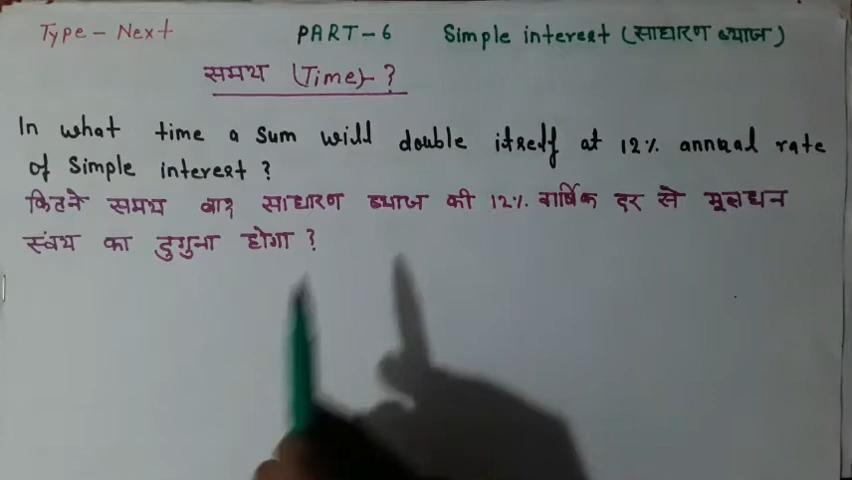 Type - Next PART-6 Simple interest (साधारण ब्याज)
समय (Time) - ?
In what time a sum will double itself at 12% annual rate
of simple interest?
कितने समय बाद साधारण ब्याज की 12% वार्षिक दर से मूलधन
स्वंय का दुगुना होगा?